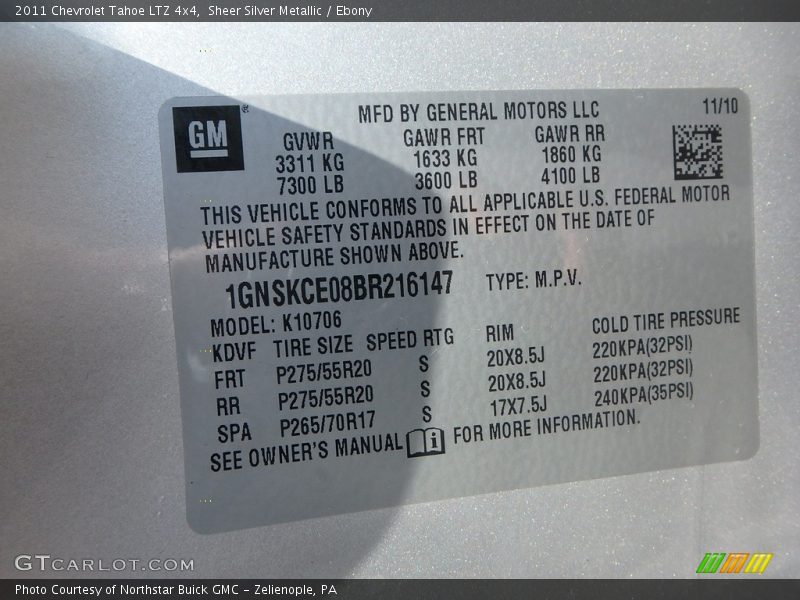 2011 Chevrolet Tahoe LTZ 4x4, Sheer Silver Metallic / Ebony
GM ®
MFD BY GENERAL MOTORS LLC 11/10
GVWR GAWR FRT GAWR RR
3311 KG 1633 KG 1860 KG
7300 LB 3600 LB 4100 LB
THIS VEHICLE CONFORMS TO ALL APPLICABLE U.S. FEDERAL MOTOR
VEHICLE SAFETY STANDARDS IN EFFECT ON THE DATE OF
MANUFACTURE SHOWN ABOVE.
1GNSKCE08BR216147 TYPE: M.P.V.
MODEL: K10706
KDVF TIRE SIZE SPEED RTG RIM COLD TIRE PRESSURE
FRT P275/55R20 S 20X8.5J 220KPA(32PSI)
RR P275/55R20 S 20X8.5J 220KPA(32PSI)
SPA P265/70R17 S 17X7.5J 240KPA(35PSI)
SEE OWNER'S MANUAL i FOR MORE INFORMATION.
GTCARLOT.COM
Photo Courtesy of Northstar Buick GMC – Zelienople, PA